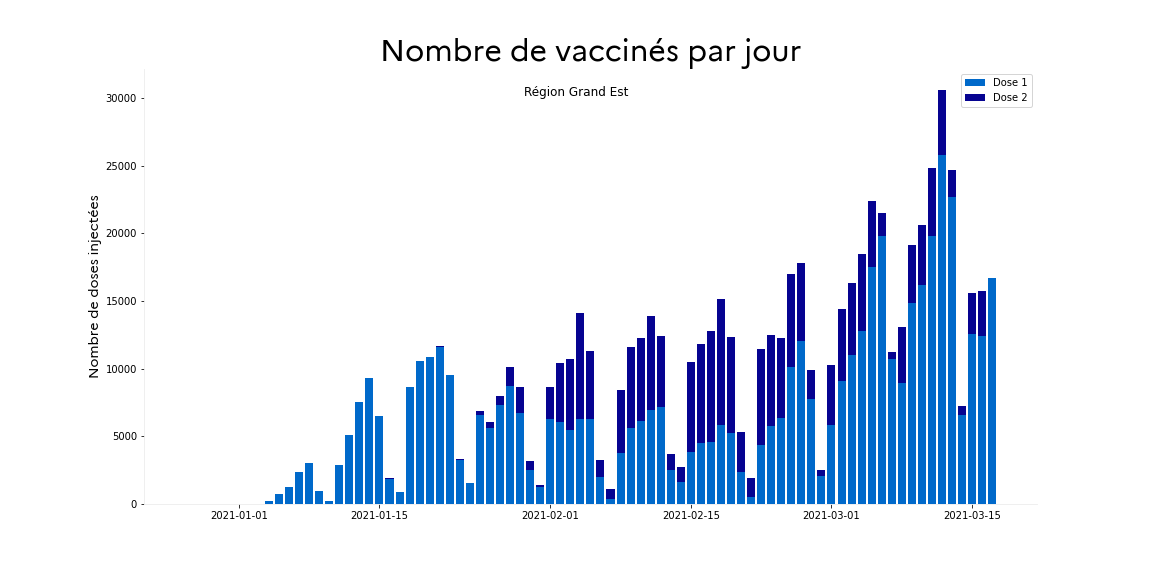 Nombre de vaccinés par jour
Région Grand Est
Dose 1
Dose 2
Nombre de doses injectées
30000
25000
20000
15000
10000
5000
0
2021-01-01 2021-01-15 2021-02-01 2021-02-15 2021-03-01 2021-03-15